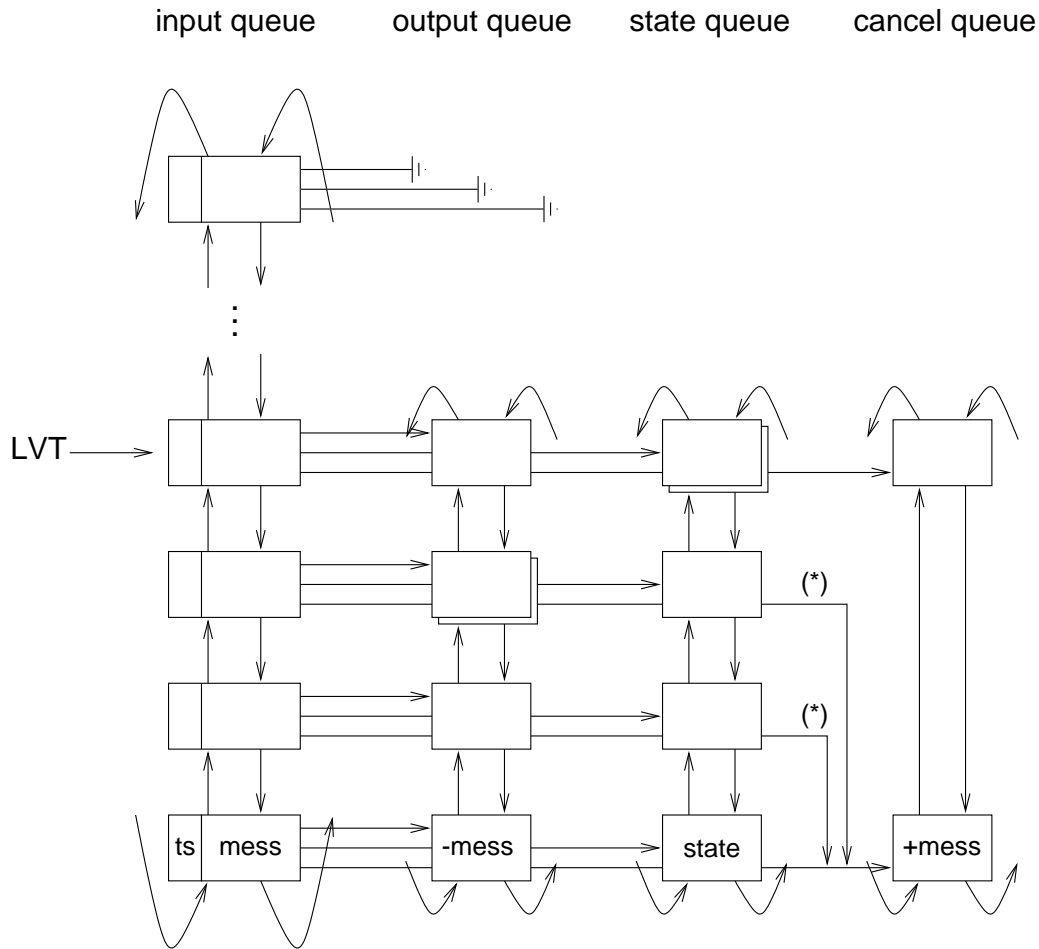 input queue output queue state queue cancel queue
⋮
LVT
(*)
(*)
ts mess -mess state +mess